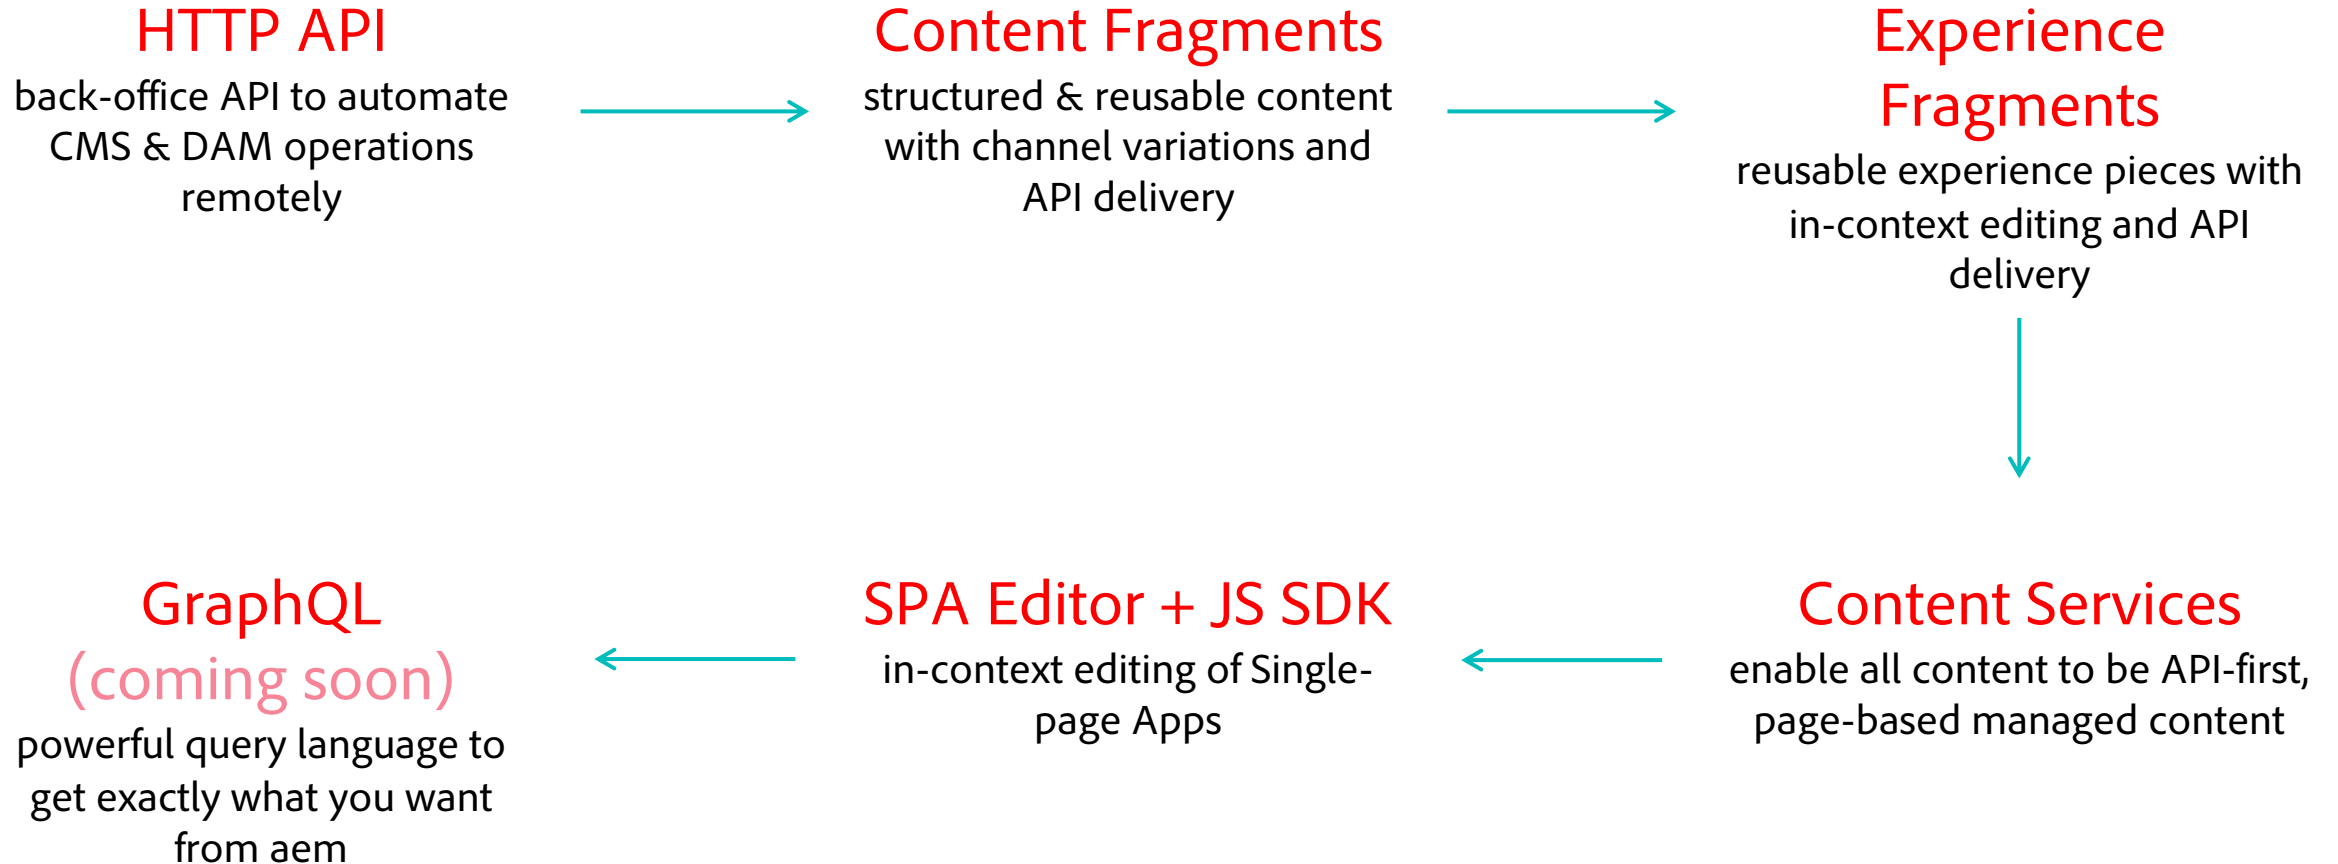 HTTP API
back-office API to automate
CMS & DAM operations
remotely
Content Fragments
structured & reusable content
with channel variations and
API delivery
Experience
Fragments
reusable experience pieces with
in-context editing and API
delivery
Content Services
enable all content to be API-first,
page-based managed content
SPA Editor + JS SDK
in-context editing of Single-
page Apps
GraphQL
(coming soon)
powerful query language to
get exactly what you want
from aem